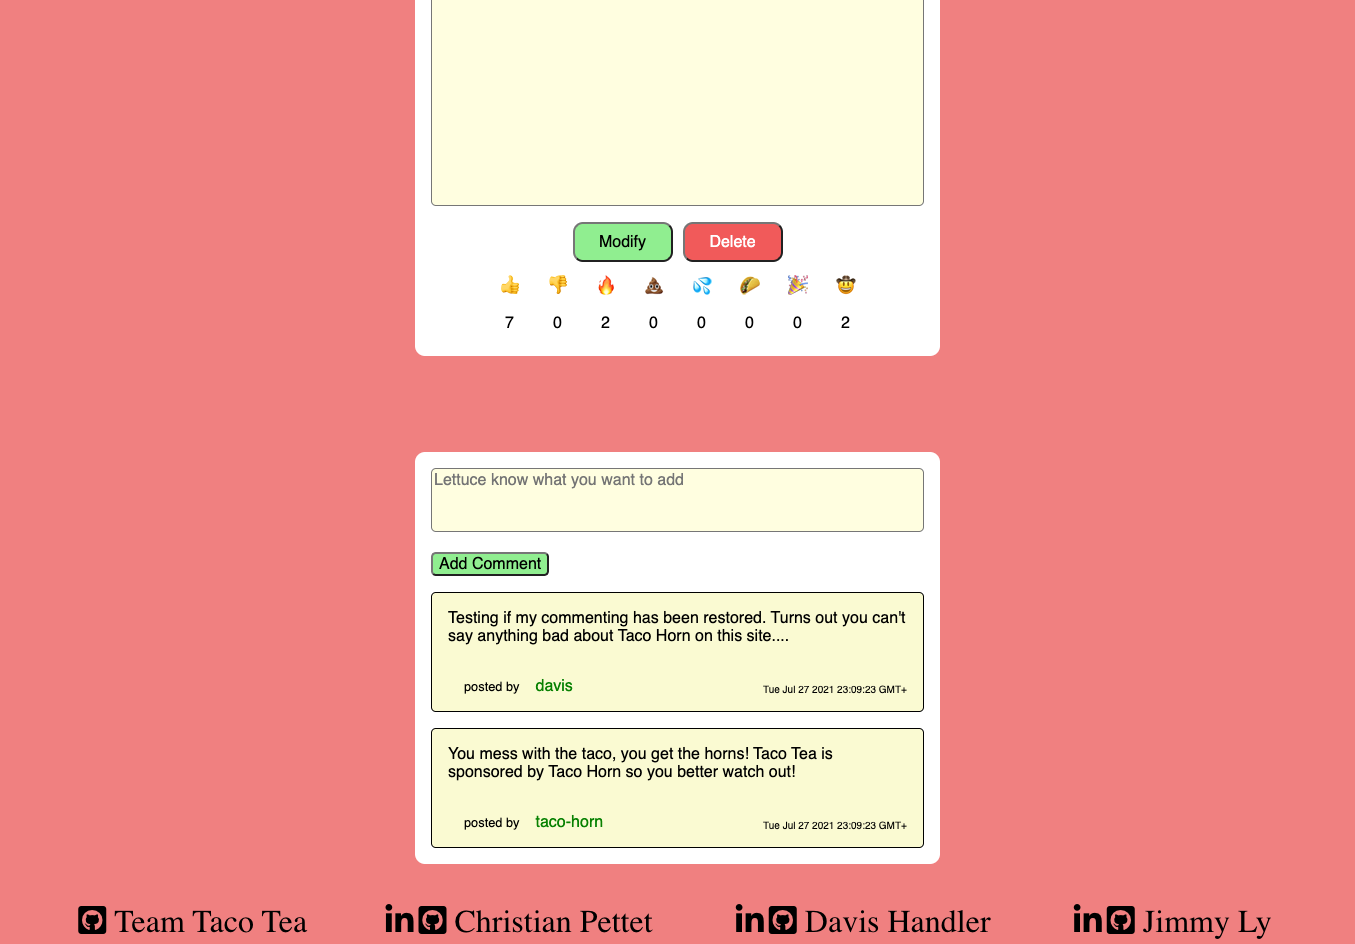 Modify Delete
7 0 2 0 0 0 0 2
Lettuce know what you want to add
Add Comment
Testing if my commenting has been restored. Turns out you can't
say anything bad about Taco Horn on this site....
posted by davis Tue Jul 27 2021 23:09:23 GMT+
You mess with the taco, you get the horns! Taco Tea is
sponsored by Taco Horn so you better watch out!
posted by taco-horn Tue Jul 27 2021 23:09:23 GMT+
Team Taco Tea in Christian Pettet in Davis Handler in Jimmy Ly